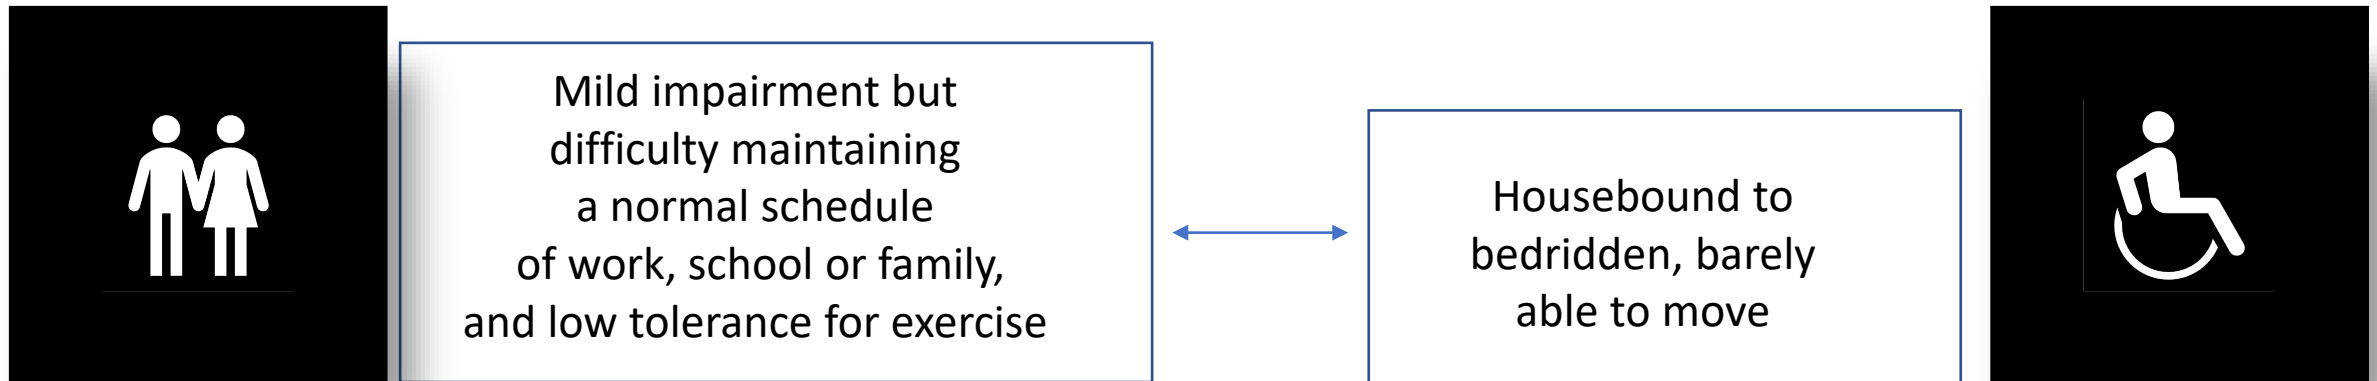 Mild impairment but
difficulty maintaining
a normal schedule
of work, school or family,
and low tolerance for exercise
Housebound to
bedridden, barely
able to move